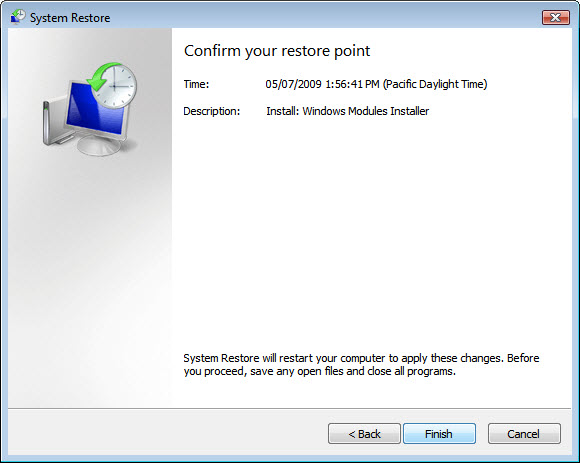 System Restore
Confirm your restore point
Time: 05/07/2009 1:56:41 PM (Pacific Daylight Time)
Description: Install: Windows Modules Installer
System Restore will restart your computer to apply these changes. Before
you proceed, save any open files and close all programs.
< Back Finish Cancel